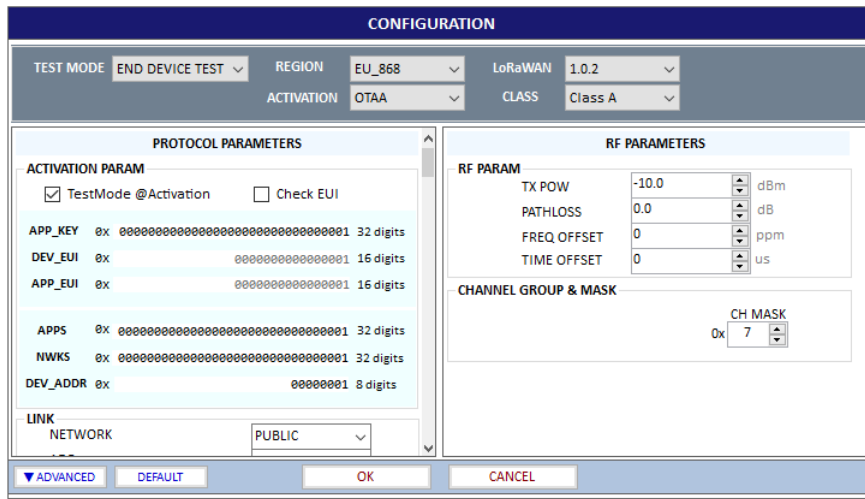 CONFIGURATION
TEST MODE END DEVICE TEST REGION EU_868 LoRaWAN 1.0.2
ACTIVATION OTAA CLASS Class A
PROTOCOL PARAMETERS
ACTIVATION PARAM
TestMode @Activation Check EUI
APP_KEY 0x 00000000000000000000000000000001 32 digits
DEV_EUI 0x 0000000000000001 16 digits
APP_EUI 0x 0000000000000001 16 digits
APPS 0x 00000000000000000000000000000001 32 digits
NWKS 0x 00000000000000000000000000000001 32 digits
DEV_ADDR 0x 00000001 8 digits
LINK
NETWORK PUBLIC
RF PARAMETERS
RF PARAM
TX POW -10.0 dBm
PATHLOSS 0.0 dB
FREQ OFFSET 0 ppm
TIME OFFSET 0 us
CHANNEL GROUP & MASK
CH MASK
0x 7
▼ ADVANCED DEFAULT OK CANCEL